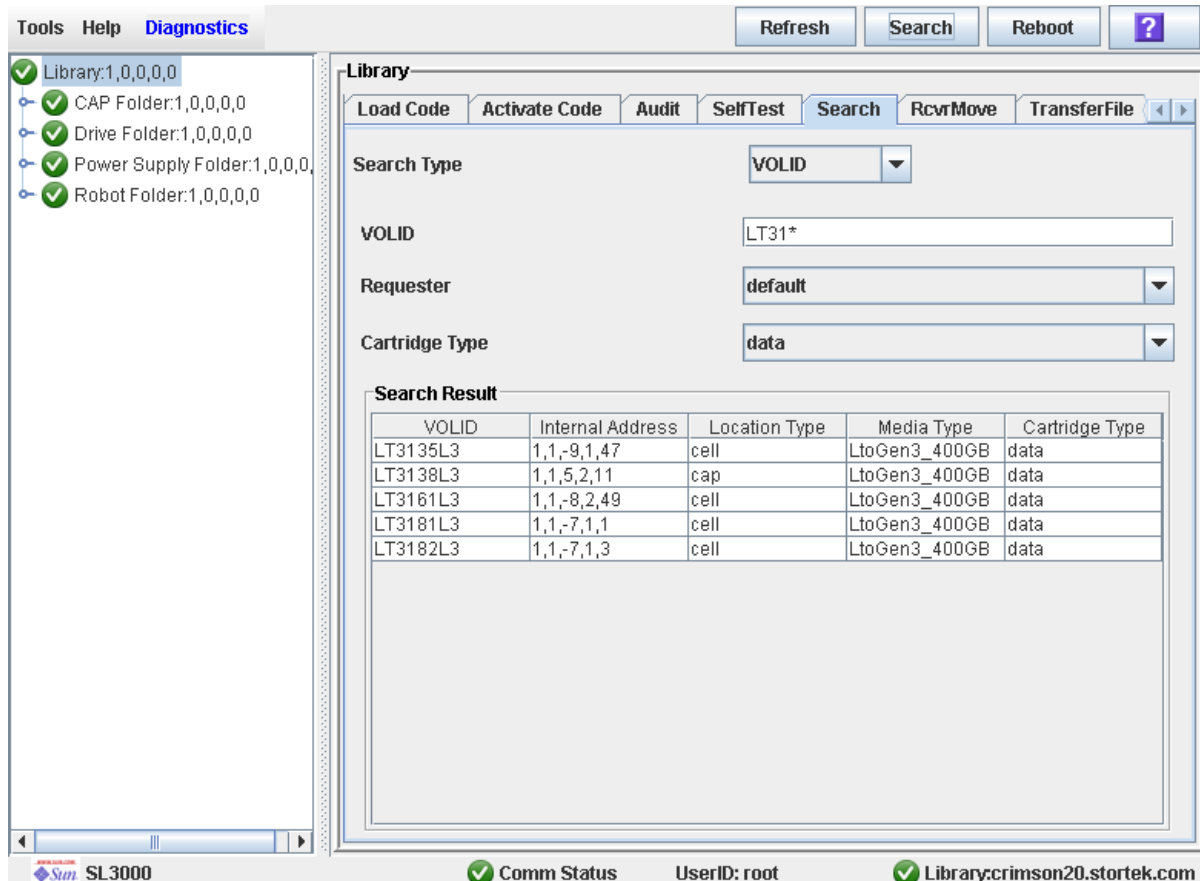 Tools Help Diagnostics Refresh Search Reboot ?
Library:1,0,0,0,0
CAP Folder:1,0,0,0,0
Drive Folder:1,0,0,0,0
Power Supply Folder:1,0,0,0,
Robot Folder:1,0,0,0,0
Library
Load Code Activate Code Audit SelfTest Search RcvrMove TransferFile
Search Type VOLID
VOLID LT31*
Requester default
Cartridge Type data
Search Result
VOLID Internal Address Location Type Media Type Cartridge Type
LT3135L3 1,1,-9,1,47 cell LtoGen3_400GB data
LT3138L3 1,1,5,2,11 cap LtoGen3_400GB data
LT3161L3 1,1,-8,2,49 cell LtoGen3_400GB data
LT3181L3 1,1,-7,1,1 cell LtoGen3_400GB data
LT3182L3 1,1,-7,1,3 cell LtoGen3_400GB data
Sun SL3000 Comm Status UserID: root Library:crimson20.stortek.com